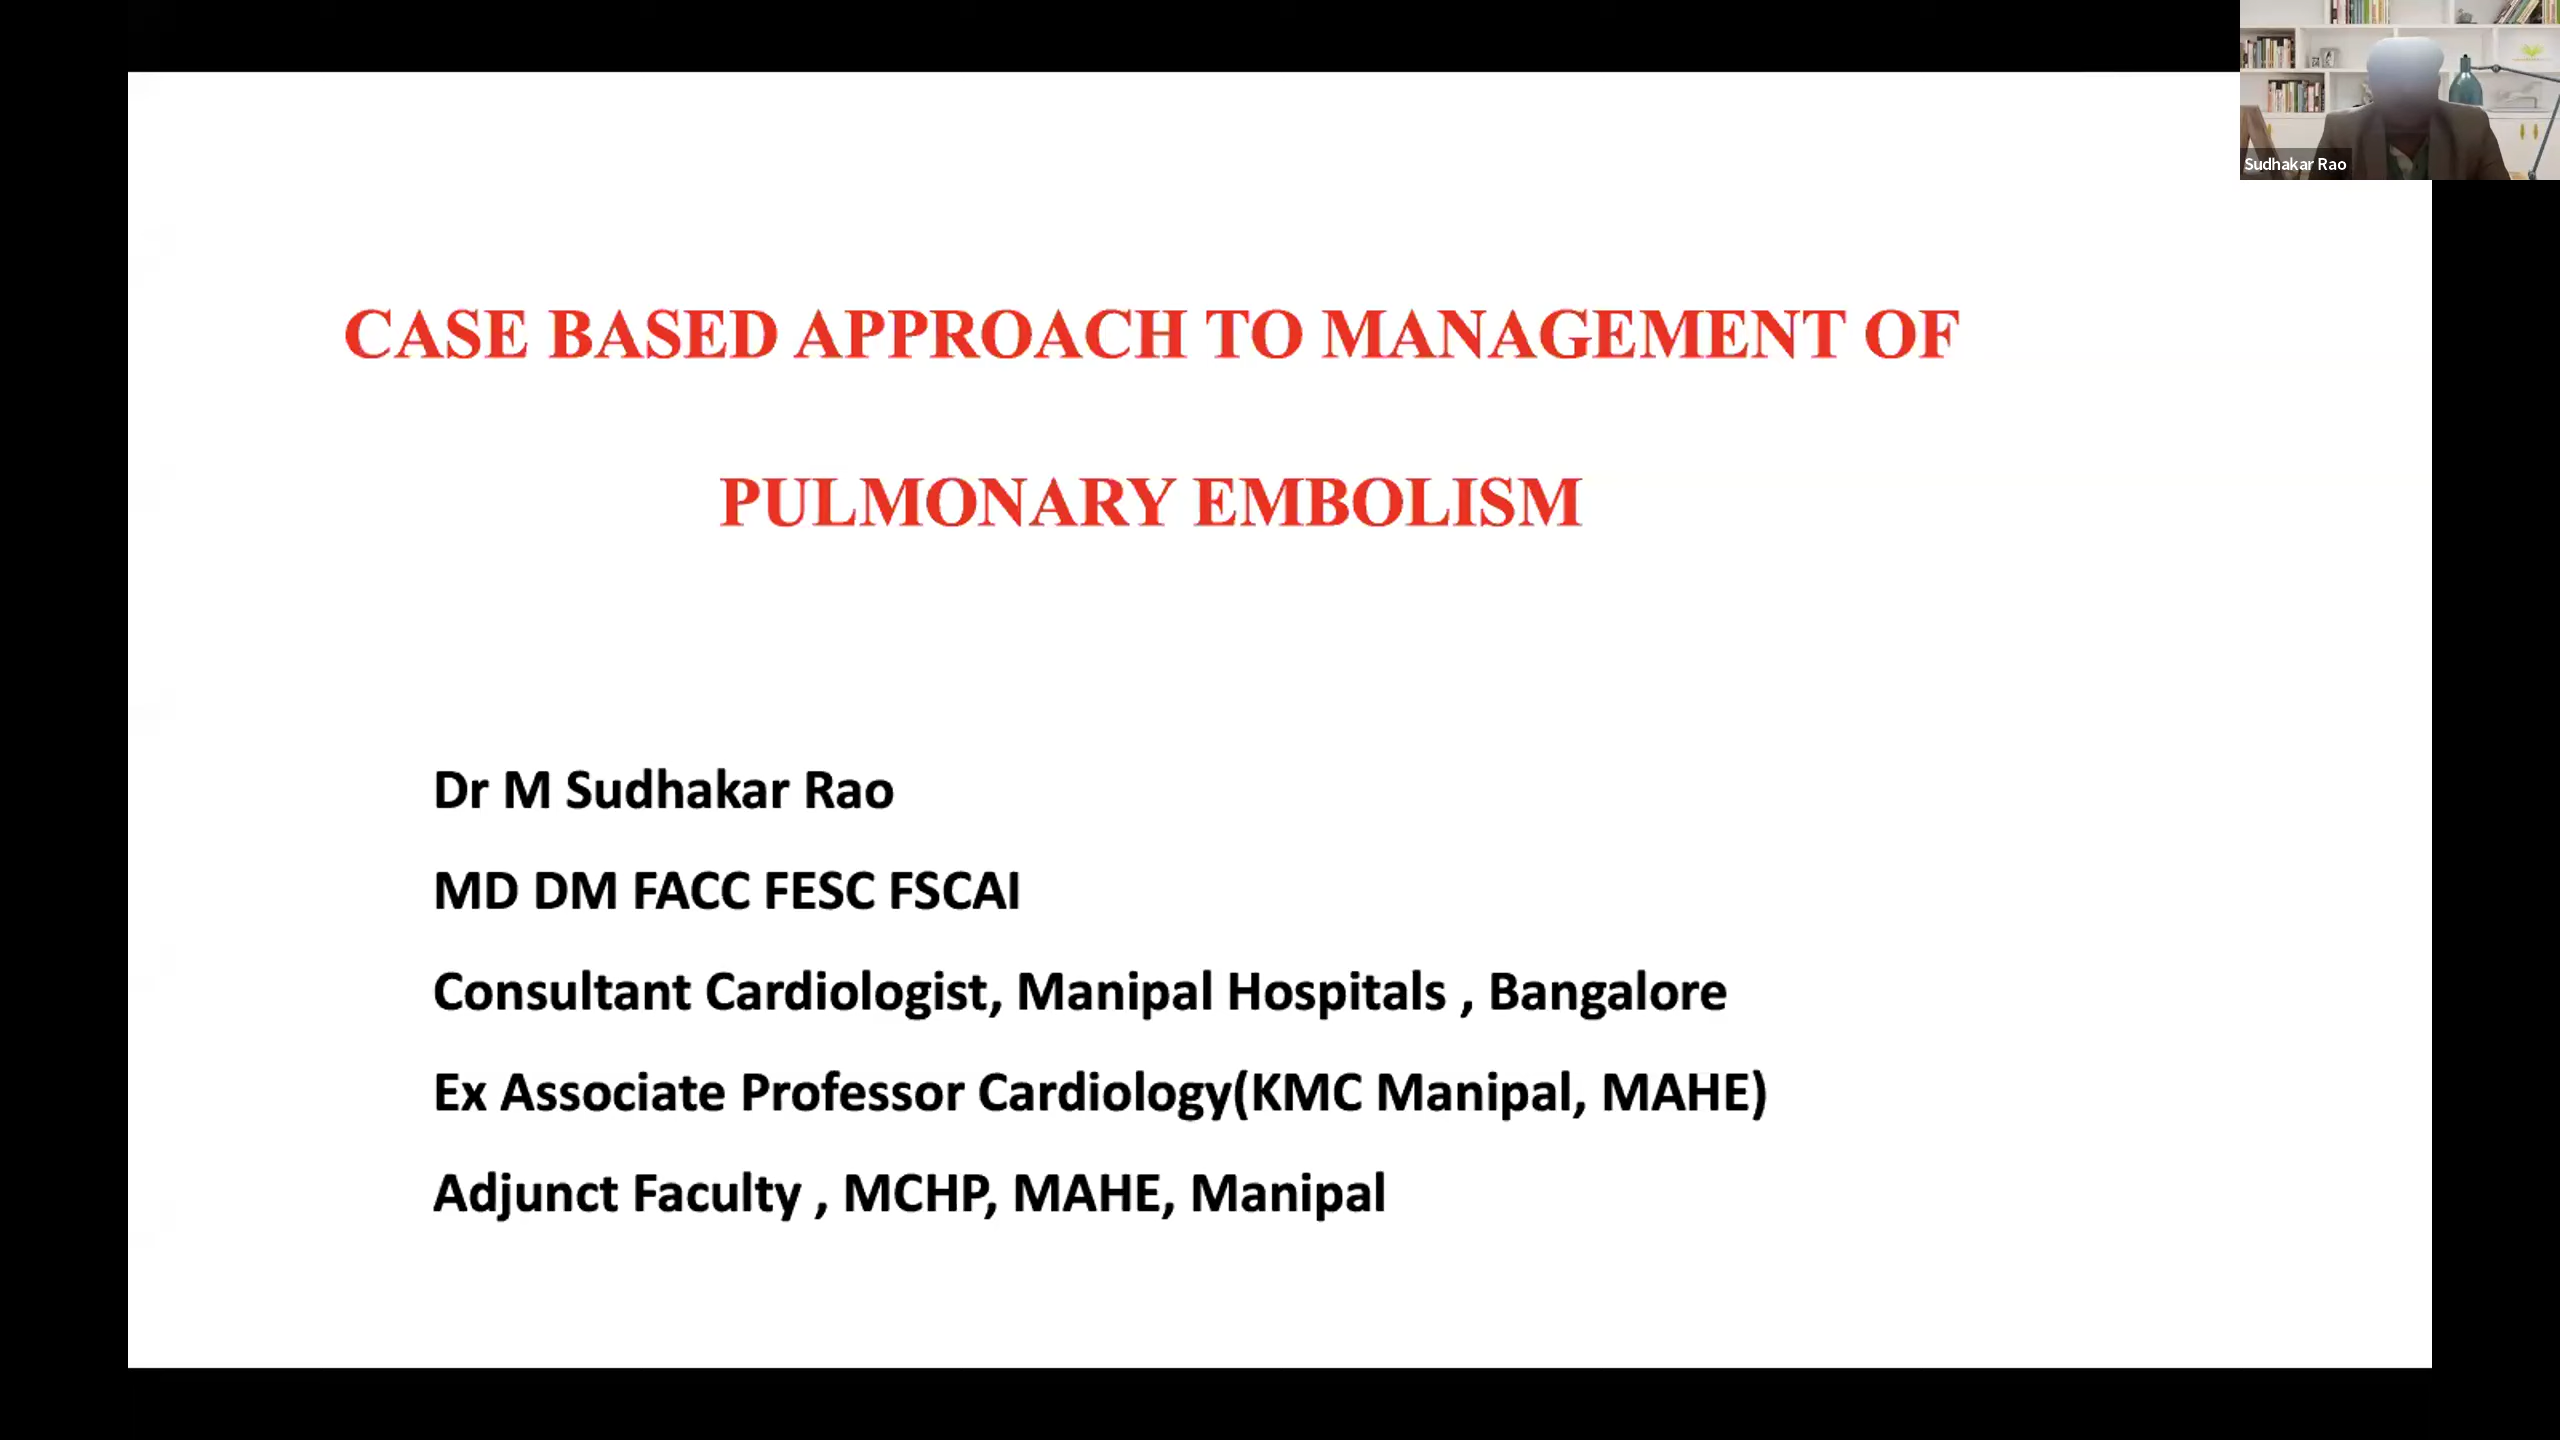 Sudhakar Rao
CASE BASED APPROACH TO MANAGEMENT OF
PULMONARY EMBOLISM
Dr M Sudhakar Rao
MD DM FACC FESC FSCAI
Consultant Cardiologist, Manipal Hospitals , Bangalore
Ex Associate Professor Cardiology(KMC Manipal, MAHE)
Adjunct Faculty , MCHP, MAHE, Manipal